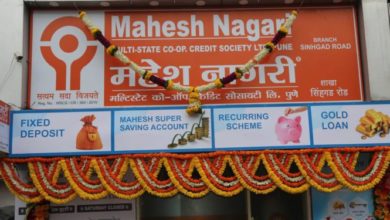 Mahesh Nagari
MULTI-STATE CO-OP. CREDIT SOCIETY LTD. PUNE
BRANCH
SINHGAD ROAD
महेश नागरी
मल्टिस्टेट को-ऑप. क्रेडिट सोसायटी लि. पुणे
शाखा
सिंहगड रोड
सत्यम सदा विजयते
FIXED
DEPOSIT
MAHESH SUPER
SAVING ACCOUNT
RECURRING
SCHEME
GOLD
LOAN